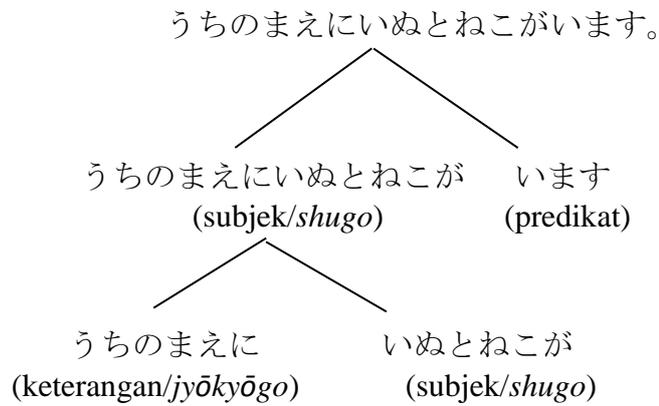 うちのまえにいぬとねこがいます。
うちのまえにいぬとねこが います
(subjek/shugo) (predikat)
うちのまえに いぬとねこが
(keterangan/jyōkyōgo) (subjek/shugo)